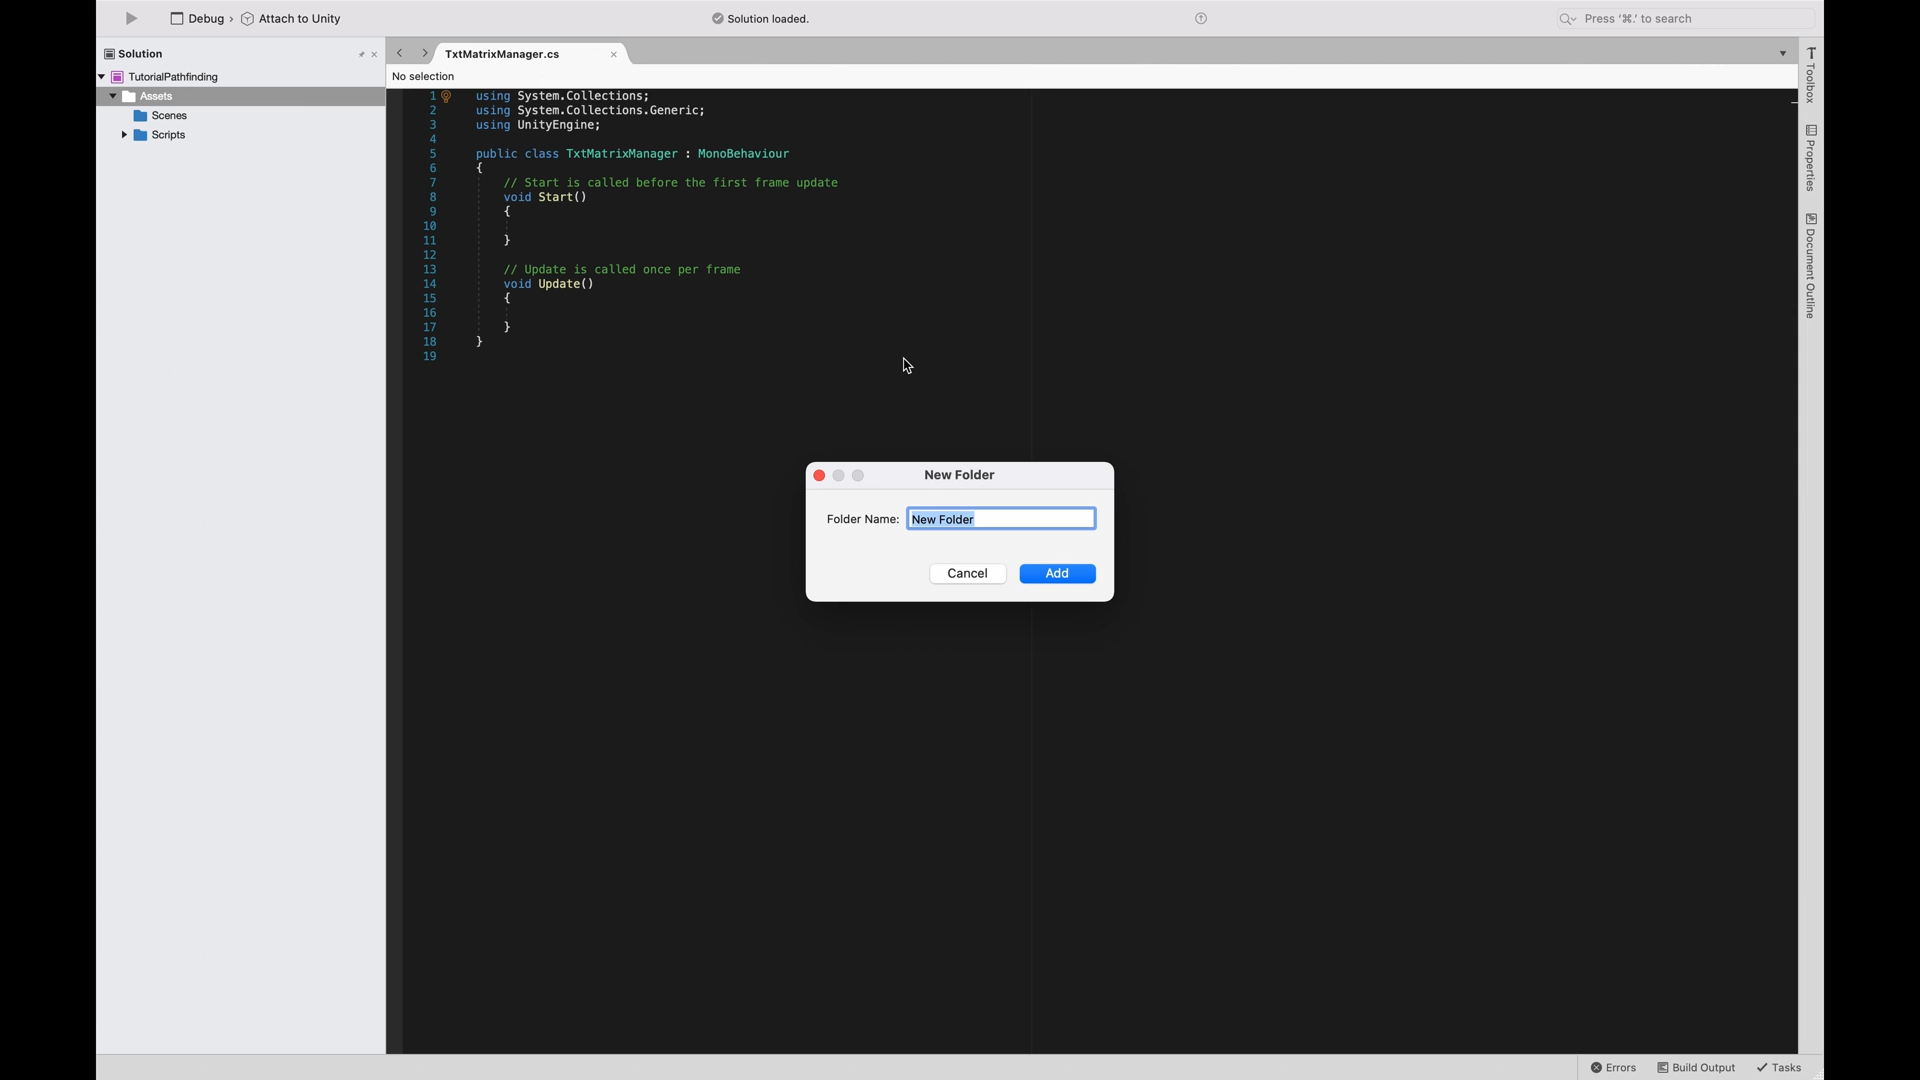 Debug › Attach to Unity
Solution loaded.
Press '⌘.' to search
Solution
TutorialPathfinding
Assets
Scenes
Scripts
TxtMatrixManager.cs
No selection
1 using System.Collections;
2 using System.Collections.Generic;
3 using UnityEngine;
4
5 public class TxtMatrixManager : MonoBehaviour
6 {
7 // Start is called before the first frame update
8 void Start()
9 {
10
11 }
12
13 // Update is called once per frame
14 void Update()
15 {
16
17 }
18 }
19
New Folder
Folder Name: New Folder
Cancel Add
Toolbox
Properties
Document Outline
Errors Build Output Tasks